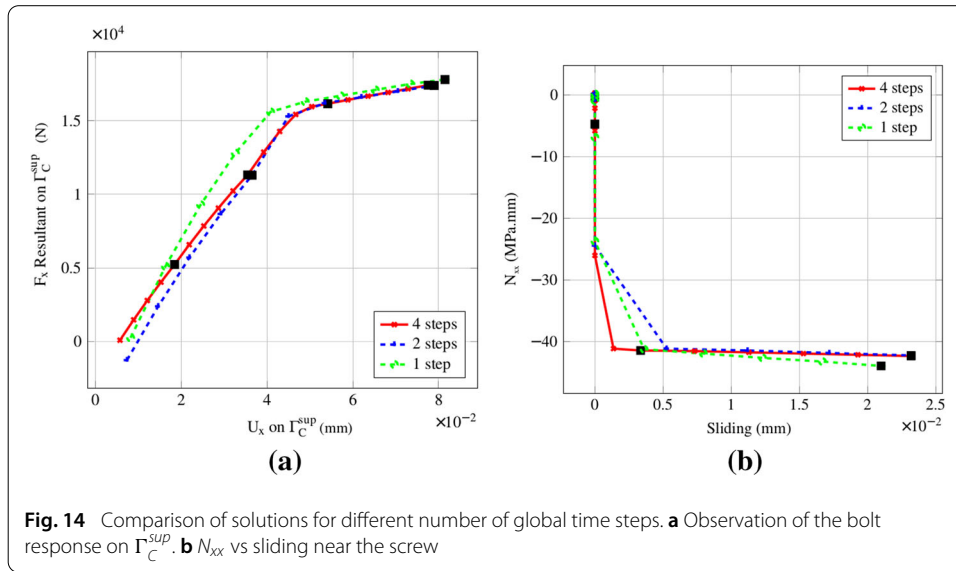 ×10⁴
1.5
1
0.5
0
0 2 4 6 8
×10⁻²
F_x Resultant on Γ_C^sup (N)
U_x on Γ_C^sup (mm)
4 steps
2 steps
1 step
(a)
0
−10
−20
−30
−40
0 0.5 1 1.5 2 2.5
×10⁻²
N_xx (MPa.mm)
Sliding (mm)
4 steps
2 steps
1 step
(b)
Fig. 14 Comparison of solutions for different number of global time steps. a Observation of the bolt
response on Γ_C^sup. b N_xx vs sliding near the screw